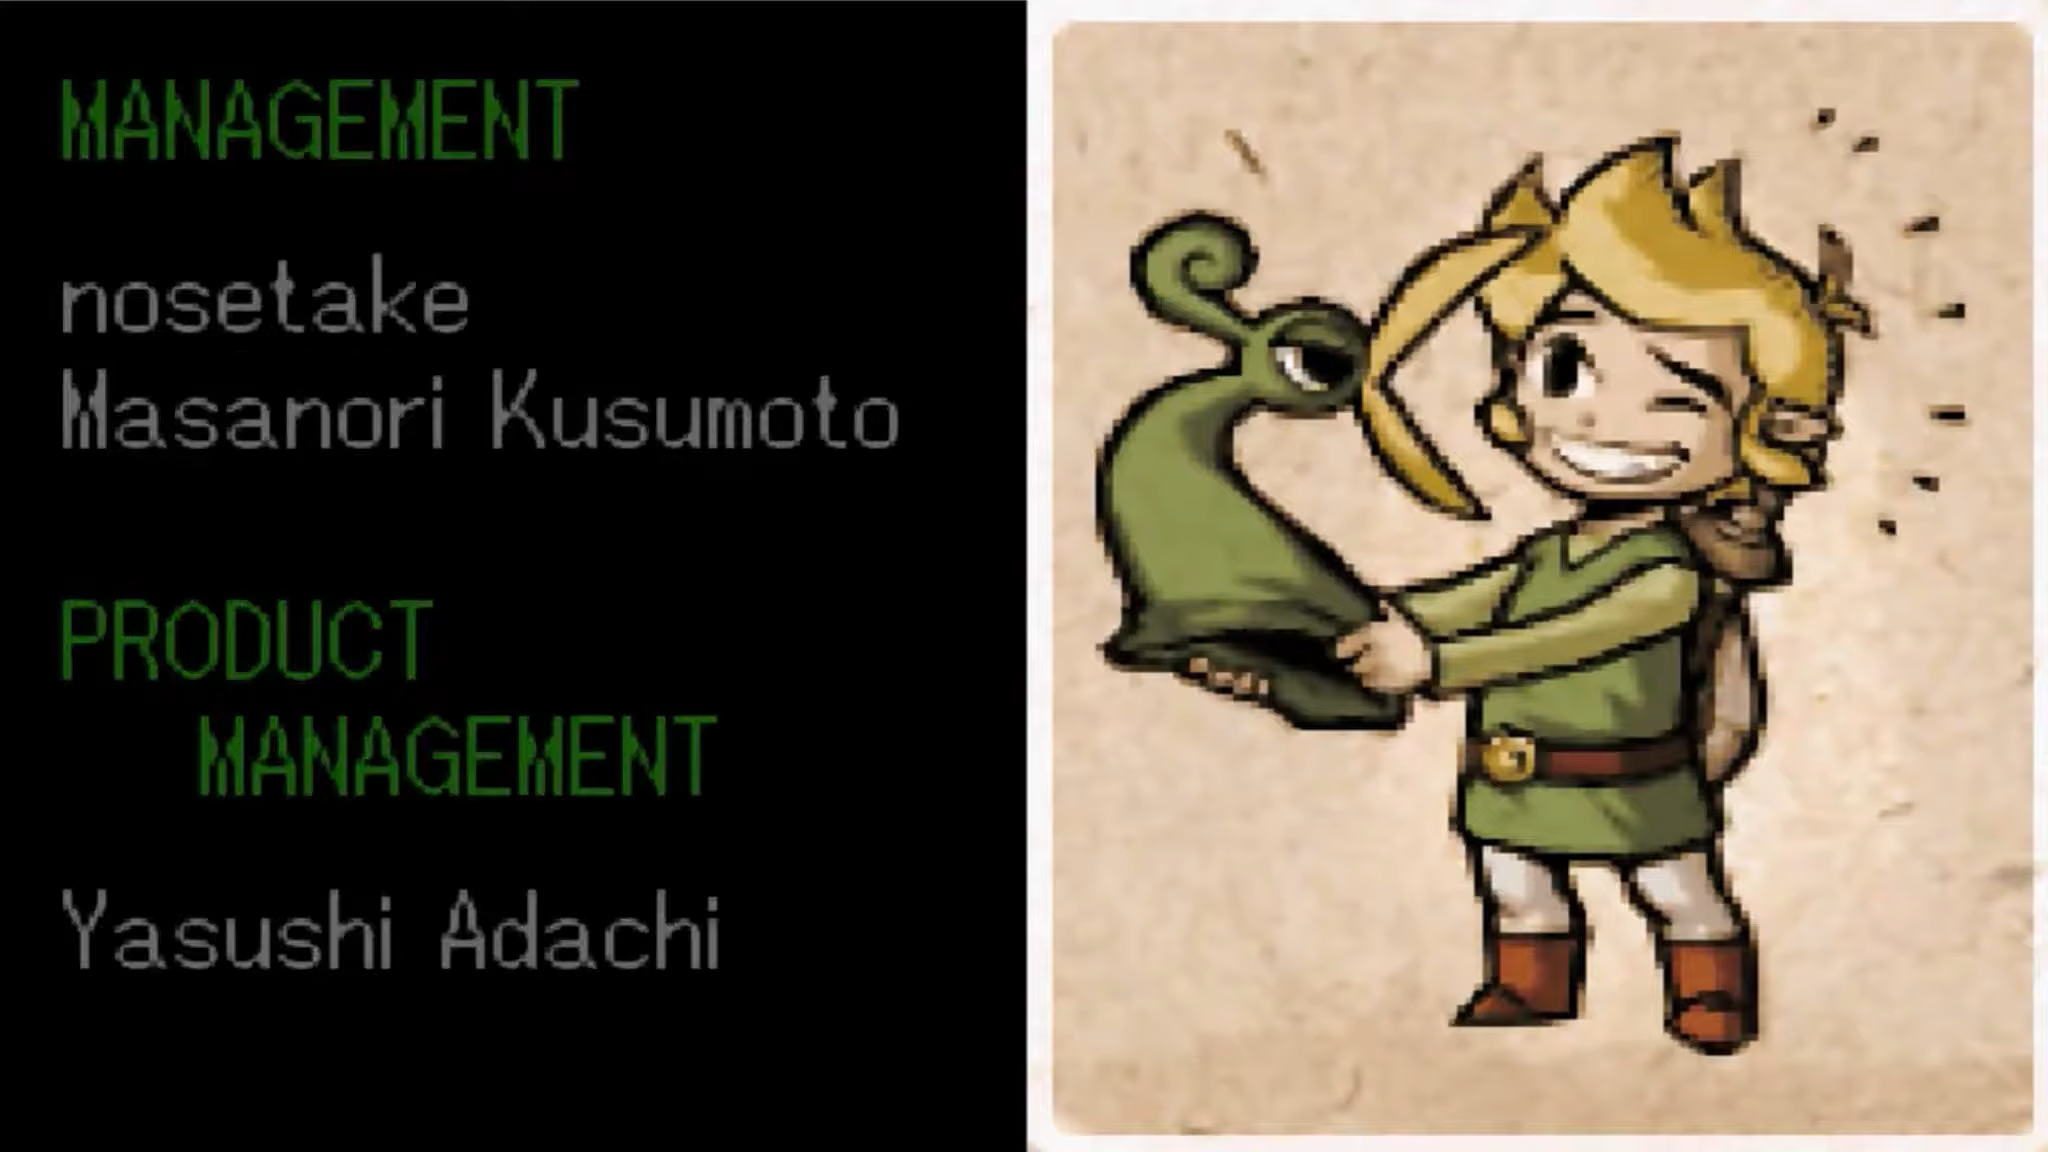 MANAGEMENT
nosetake
Masanori Kusumoto
PRODUCT
MANAGEMENT
Yasushi Adachi